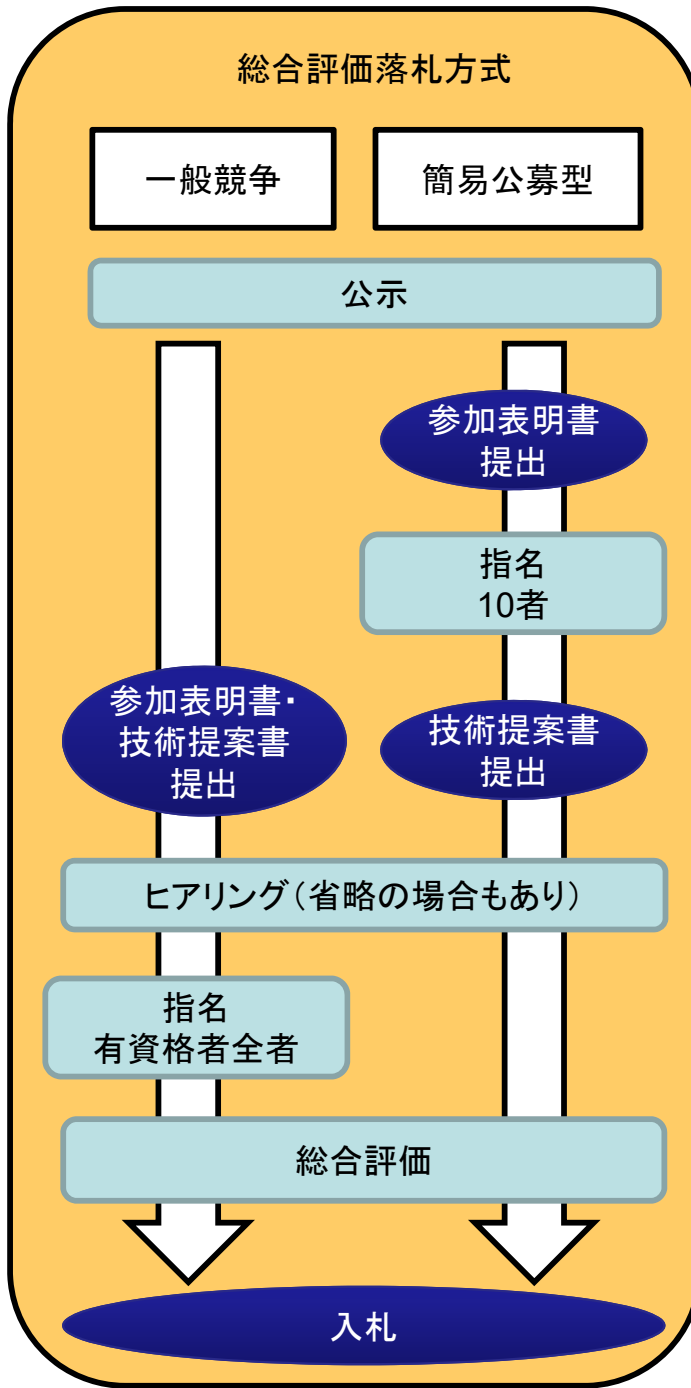 総合評価落札方式
一般競争
簡易公募型
公示
参加表明書
提出
指名
10者
参加表明書・
技術提案書
提出
技術提案書
提出
ヒアリング（省略の場合もあり）
指名
有資格者全者
総合評価
入札